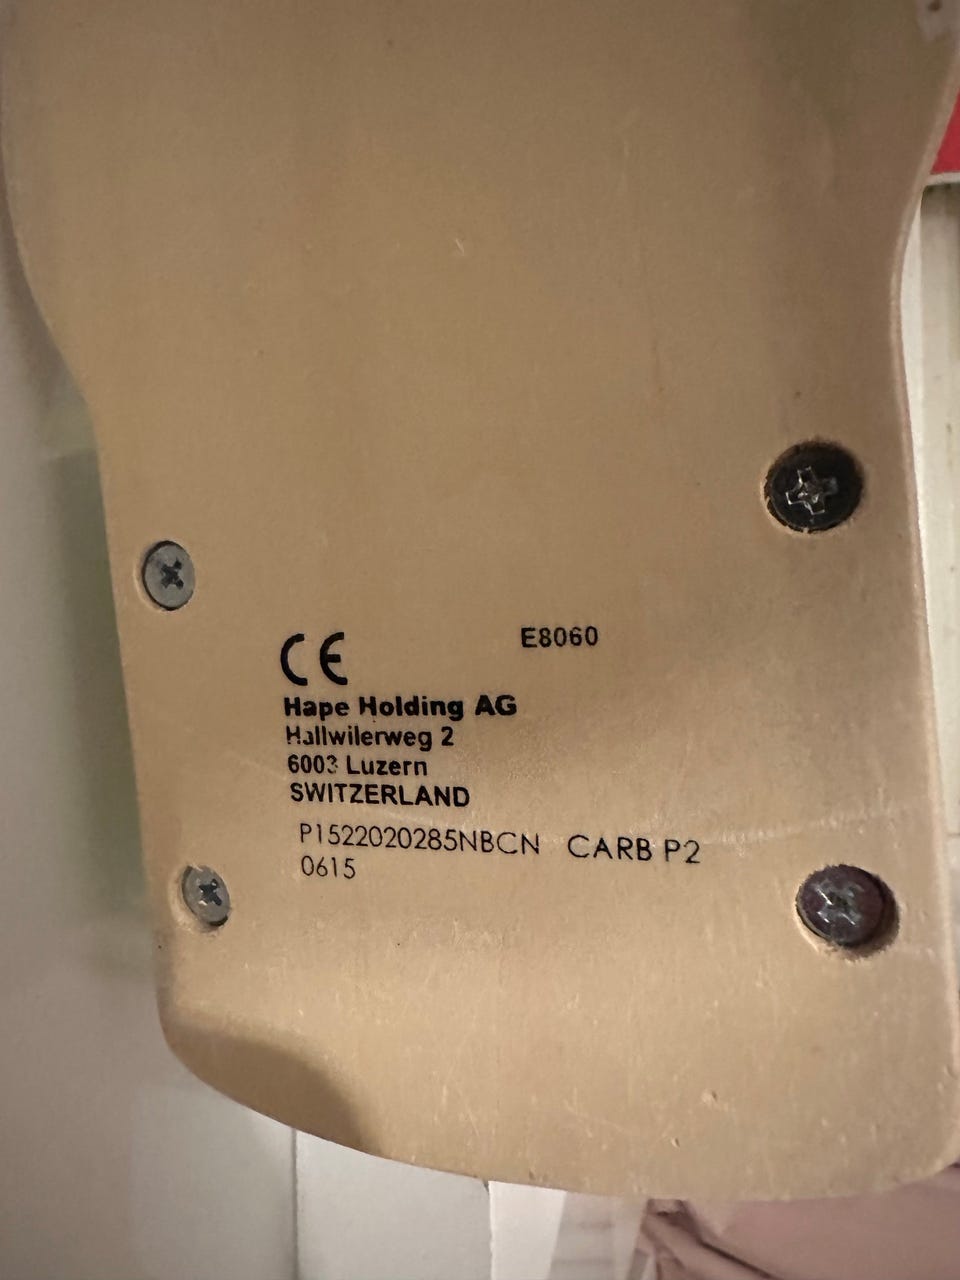 CE
E8060
Hape Holding AG
Hallwilerweg 2
6003 Luzern
SWITZERLAND
P1522020285NBCN CARB P2
0615